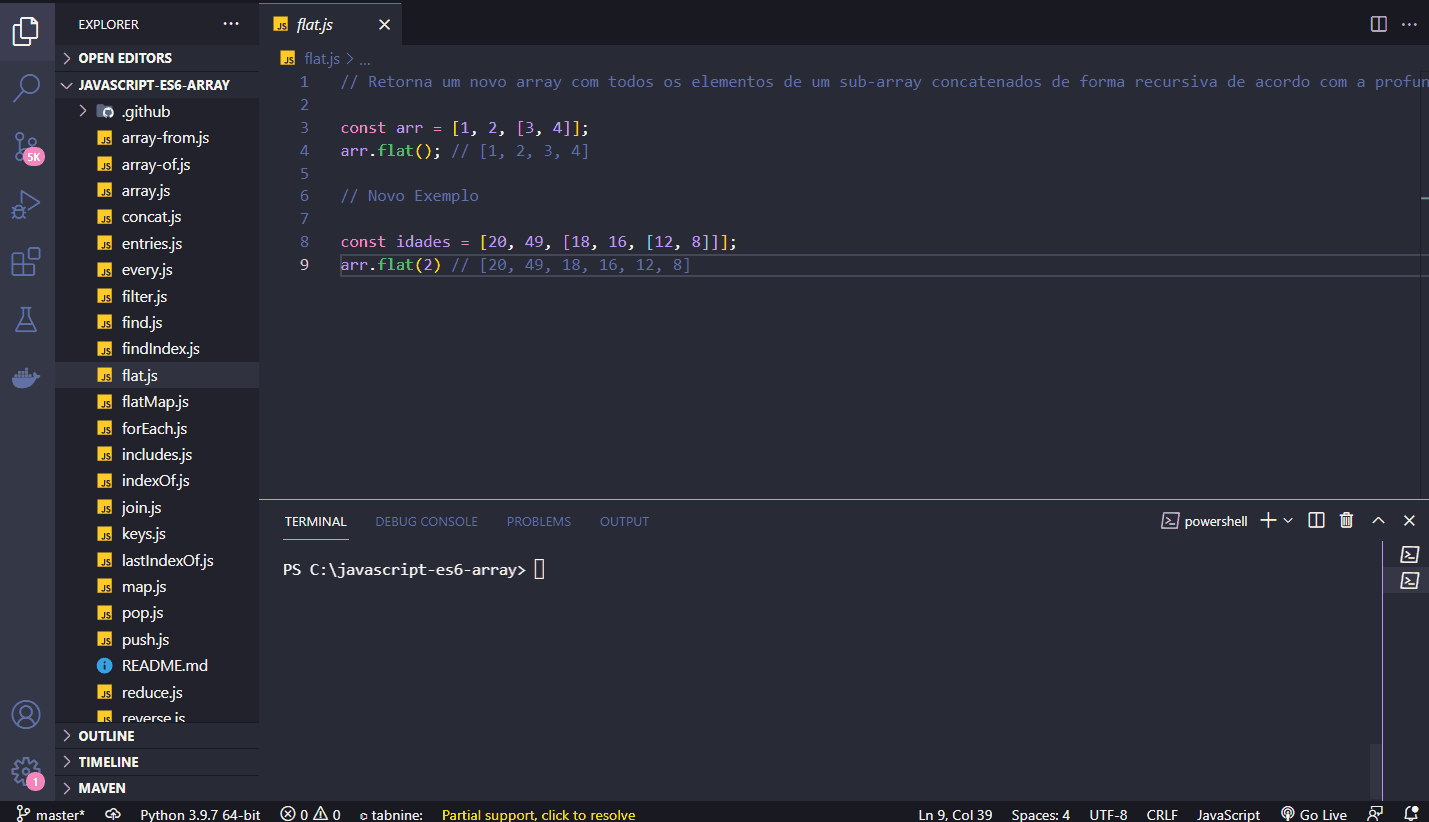 EXPLORER
flat.js
OPEN EDITORS
JAVASCRIPT-ES6-ARRAY
.github
array-from.js
array-of.js
array.js
concat.js
entries.js
every.js
filter.js
find.js
findIndex.js
flat.js
flatMap.js
forEach.js
includes.js
indexOf.js
join.js
keys.js
lastIndexOf.js
map.js
pop.js
push.js
README.md
reduce.js
reverse.js
OUTLINE
TIMELINE
MAVEN
5K
1
flat.js > ...
1 // Retorna um novo array com todos os elementos de um sub-array concatenados de forma recursiva de acordo com a profun
2
3 const arr = [1, 2, [3, 4]];
4 arr.flat(); // [1, 2, 3, 4]
5
6 // Novo Exemplo
7
8 const idades = [20, 49, [18, 16, [12, 8]]];
9 arr.flat(2) // [20, 49, 18, 16, 12, 8]
TERMINAL DEBUG CONSOLE PROBLEMS OUTPUT powershell
PS C:\javascript-es6-array>
master* Python 3.9.7 64-bit 0 0 tabnine: Partial support, click to resolve Ln 9, Col 39 Spaces: 4 UTF-8 CRLF JavaScript Go Live